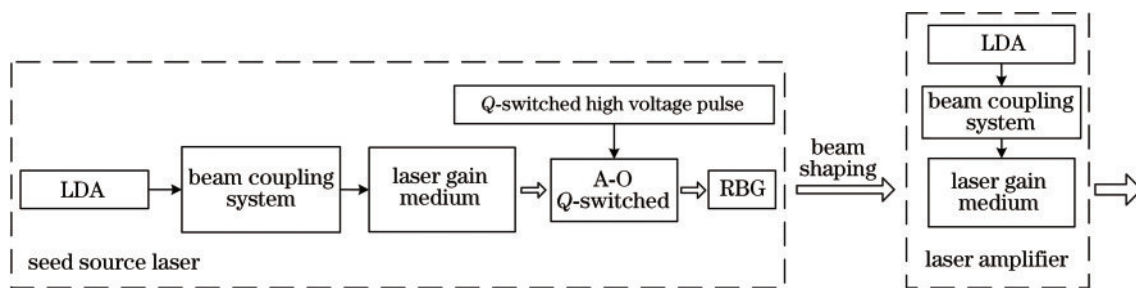 LDA
beam coupling
system
Q-switched high voltage pulse
beam
shaping
LDA
beam coupling
system
laser gain
medium
A-O
Q-switched
RBG
laser gain
medium
seed source laser
laser amplifier